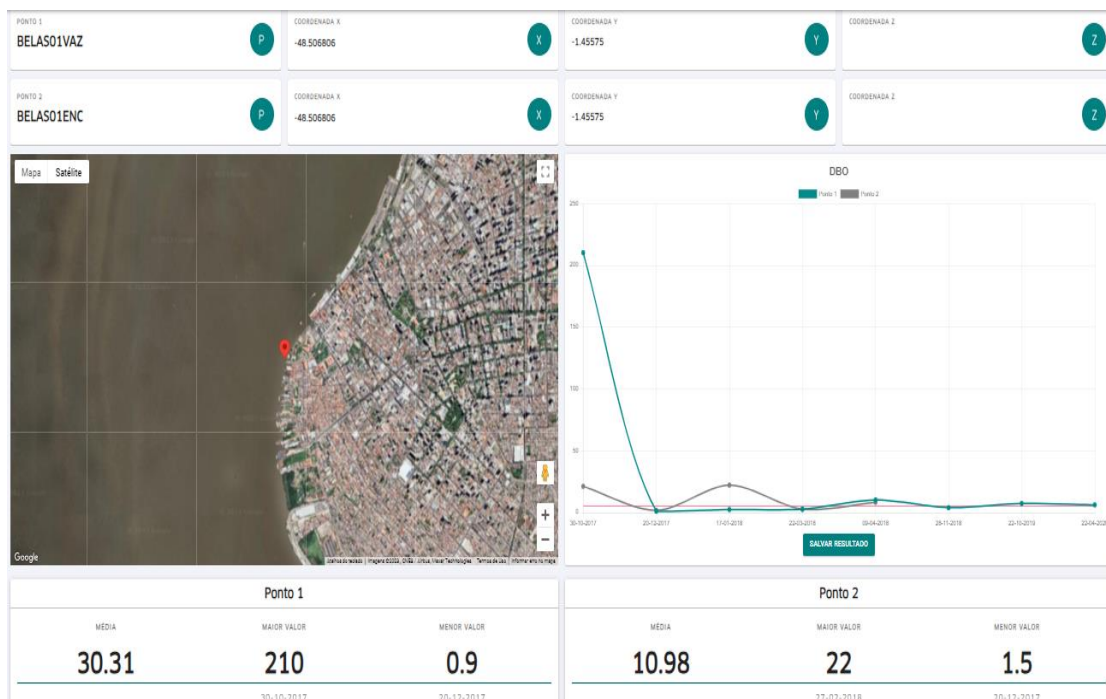 PONTO 1
BELAS01VAZ
P
COORDENADA X
-48.506806
X
COORDENADA Y
-1.45575
Y
COORDENADA Z
Z
PONTO 2
BELAS01ENC
P
COORDENADA X
-48.506806
X
COORDENADA Y
-1.45575
Y
COORDENADA Z
Z
Mapa Satélite
Google
Termos de Uso
DBO
Ponto 1 Ponto 2
250
200
150
100
50
0
30-10-2017 20-12-2017 17-01-2018 22-03-2018 09-04-2018 26-11-2018 22-10-2019
SALVAR RESULTADO
Ponto 1
MÉDIA MAIOR VALOR MENOR VALOR
30.31 210 0.9
30-10-2017 20-12-2017
Ponto 2
MÉDIA MAIOR VALOR MENOR VALOR
10.98 22 1.5
27-02-2018 20-12-2017